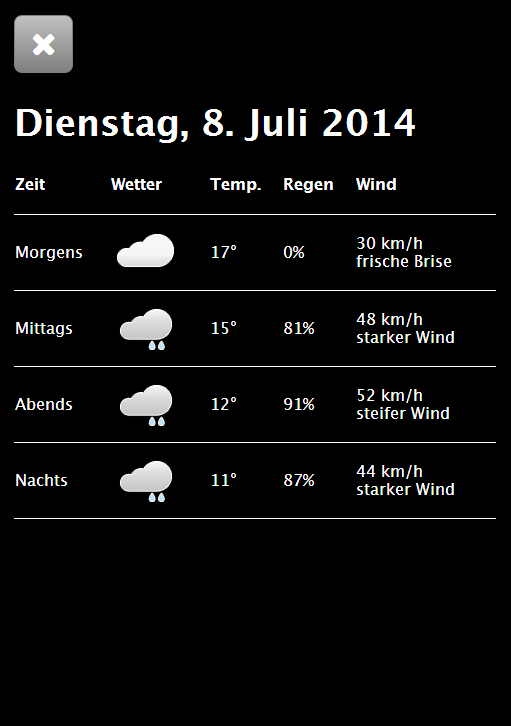 Dienstag, 8. Juli 2014
Zeit Wetter Temp. Regen Wind
Morgens 17° 0% 30 km/h
frische Brise
Mittags 15° 81% 48 km/h
starker Wind
Abends 12° 91% 52 km/h
steifer Wind
Nachts 11° 87% 44 km/h
starker Wind